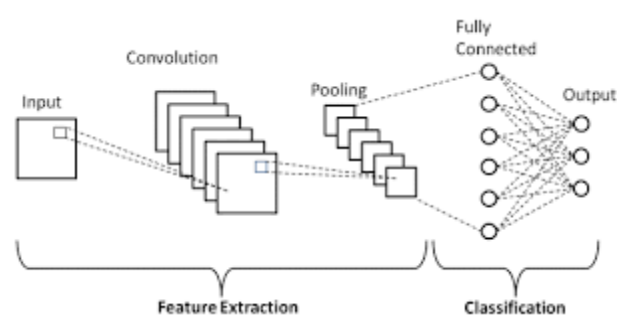 Fully
Connected
Convolution
Pooling
Output
Input
Feature Extraction
Classification